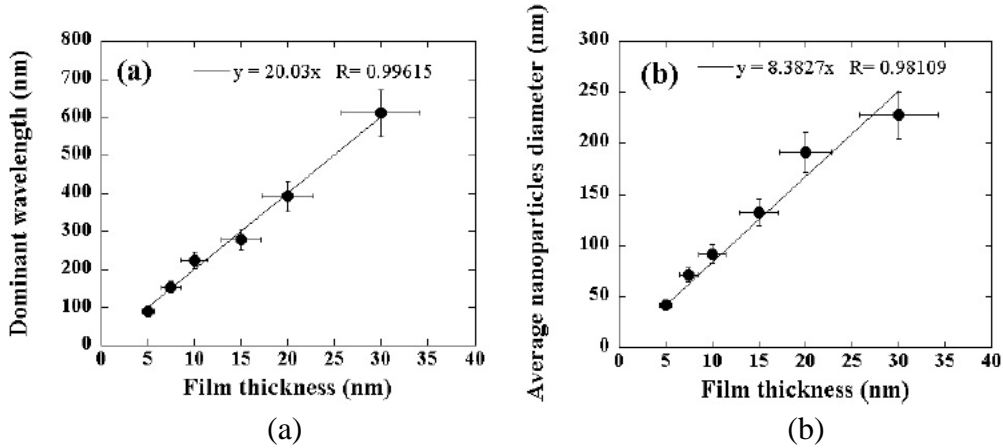 (a)
y = 20.03x R= 0.99615
Dominant wavelength (nm)
800
700
600
500
400
300
200
100
0
0 5 10 15 20 25 30 35 40
Film thickness (nm)
(a)
(b)
y = 8.3827x R= 0.98109
Average nanoparticles diameter (nm)
300
250
200
150
100
50
0
0 5 10 15 20 25 30 35 40
Film thickness (nm)
(b)